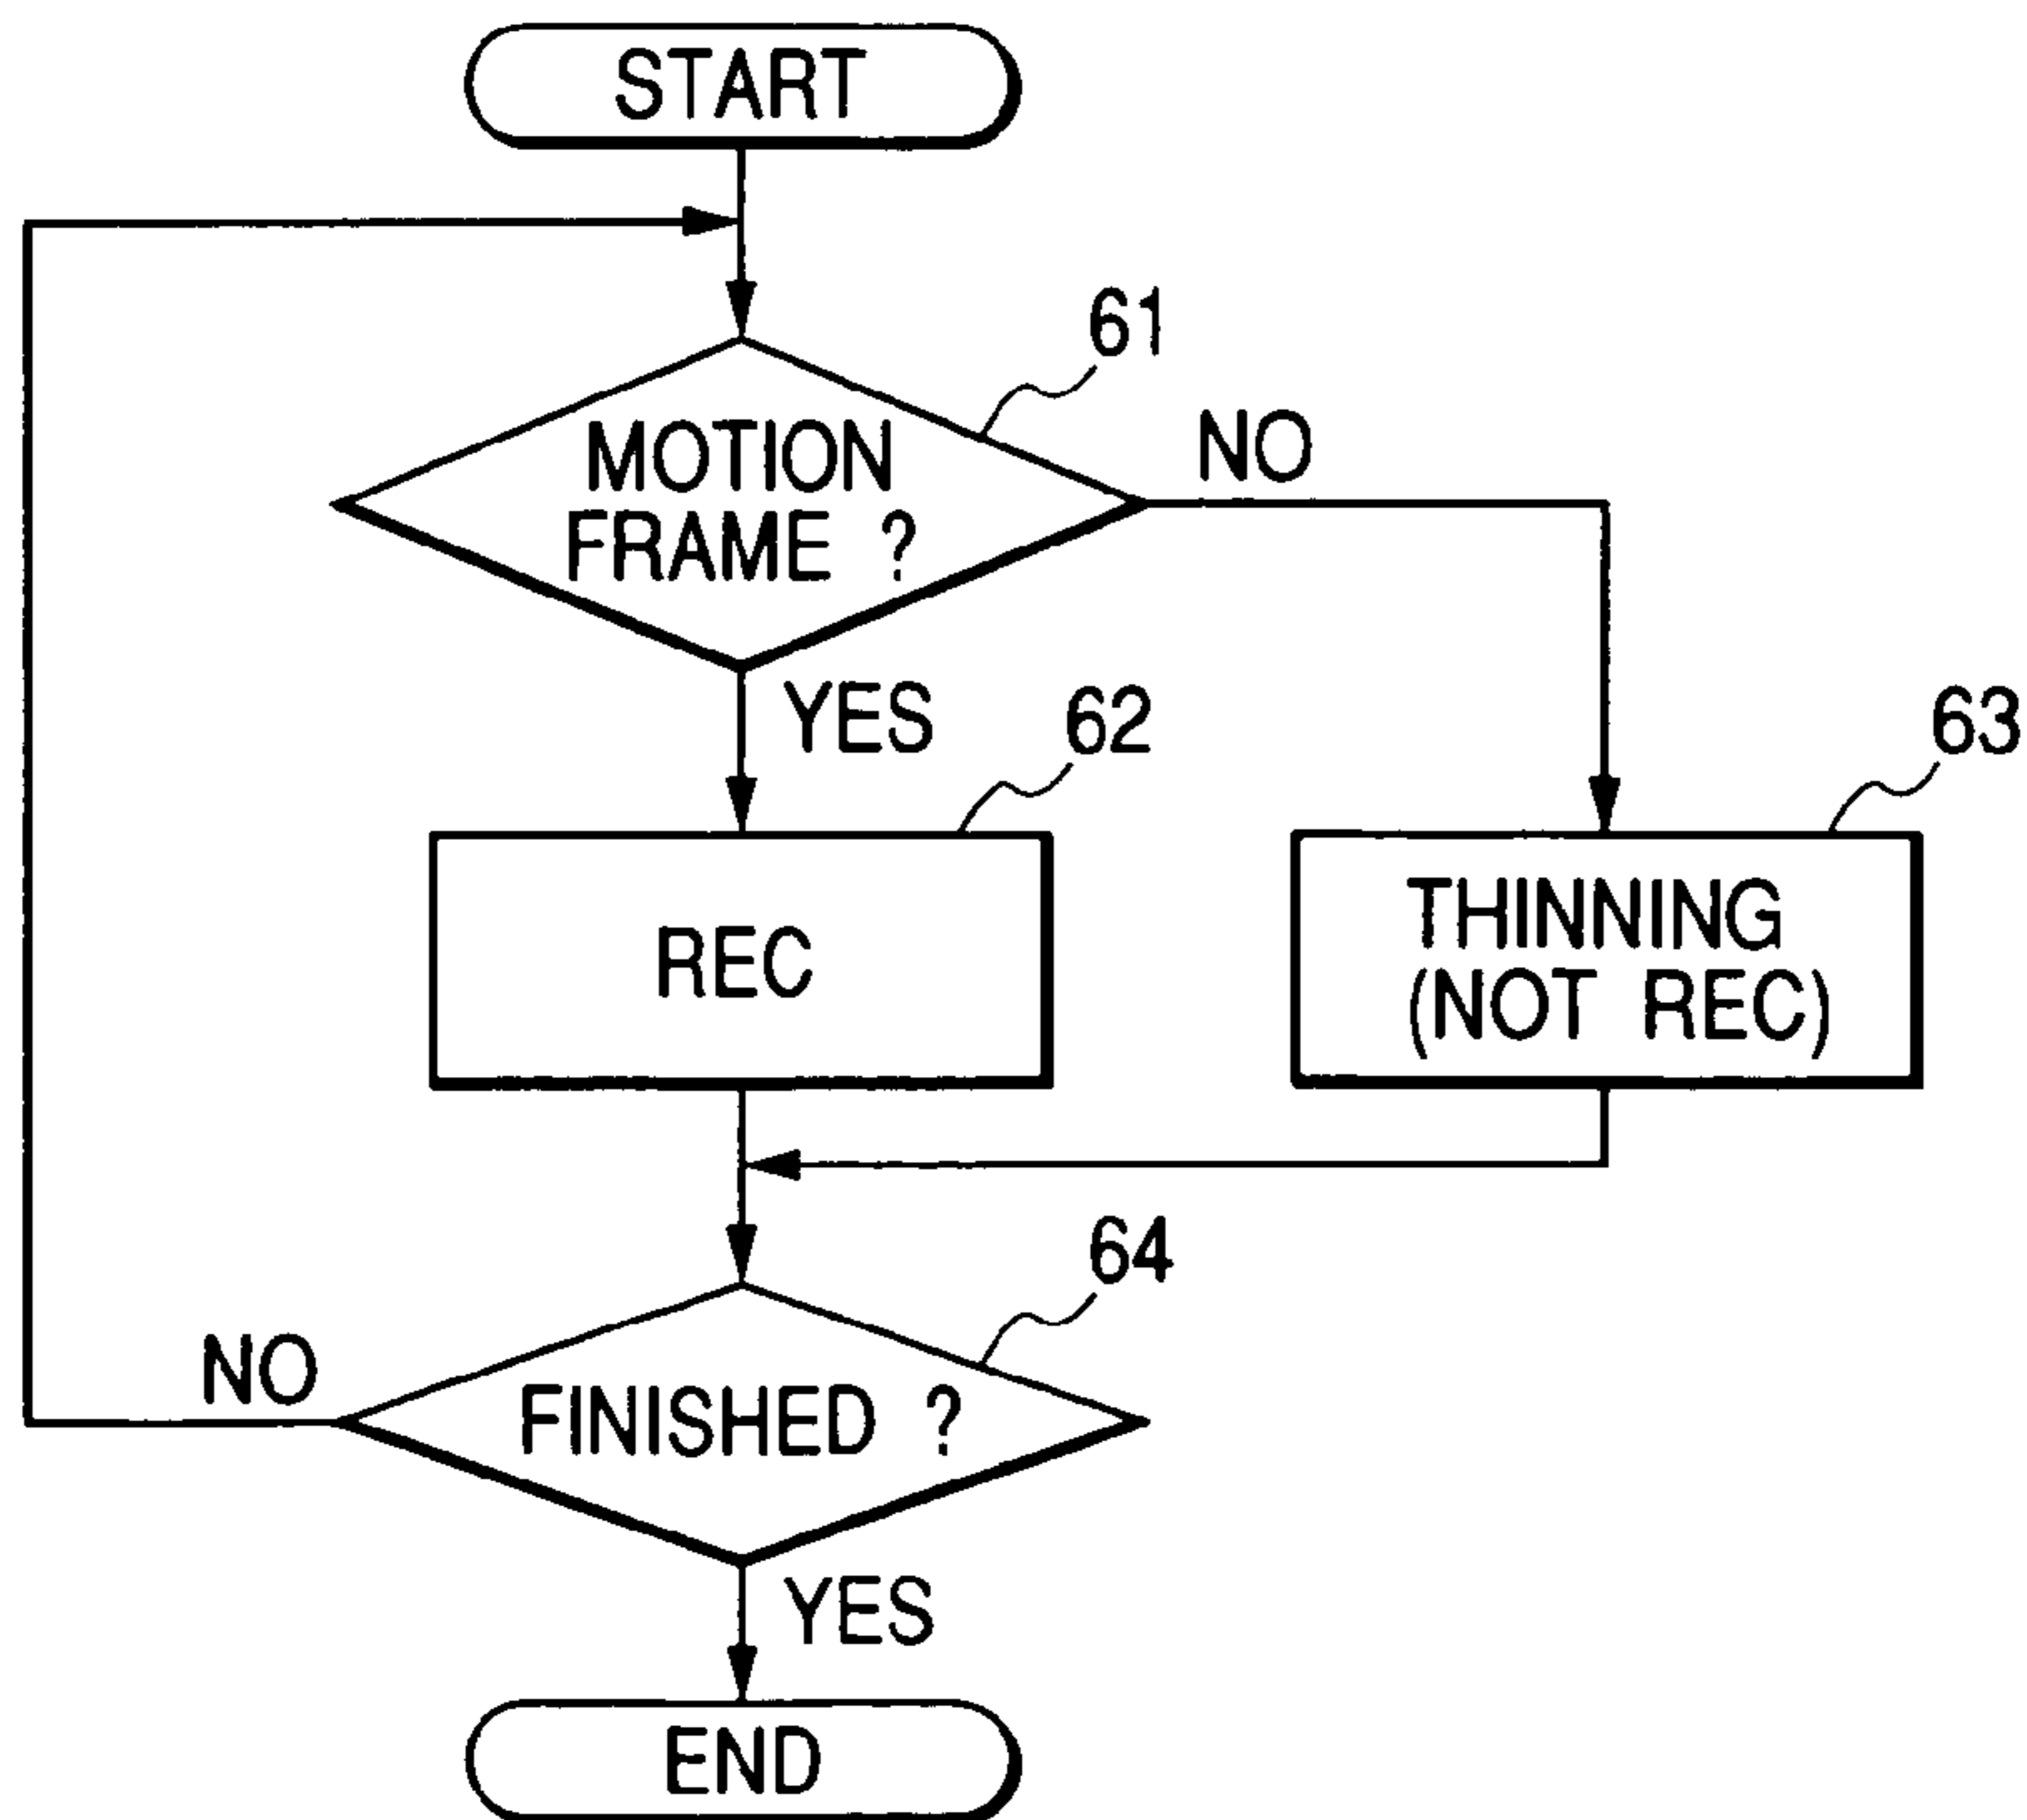 START
61
MOTION
FRAME ?
NO
YES
62
63
REC
THINNING
(NOT REC)
64
NO
FINISHED ?
YES
END